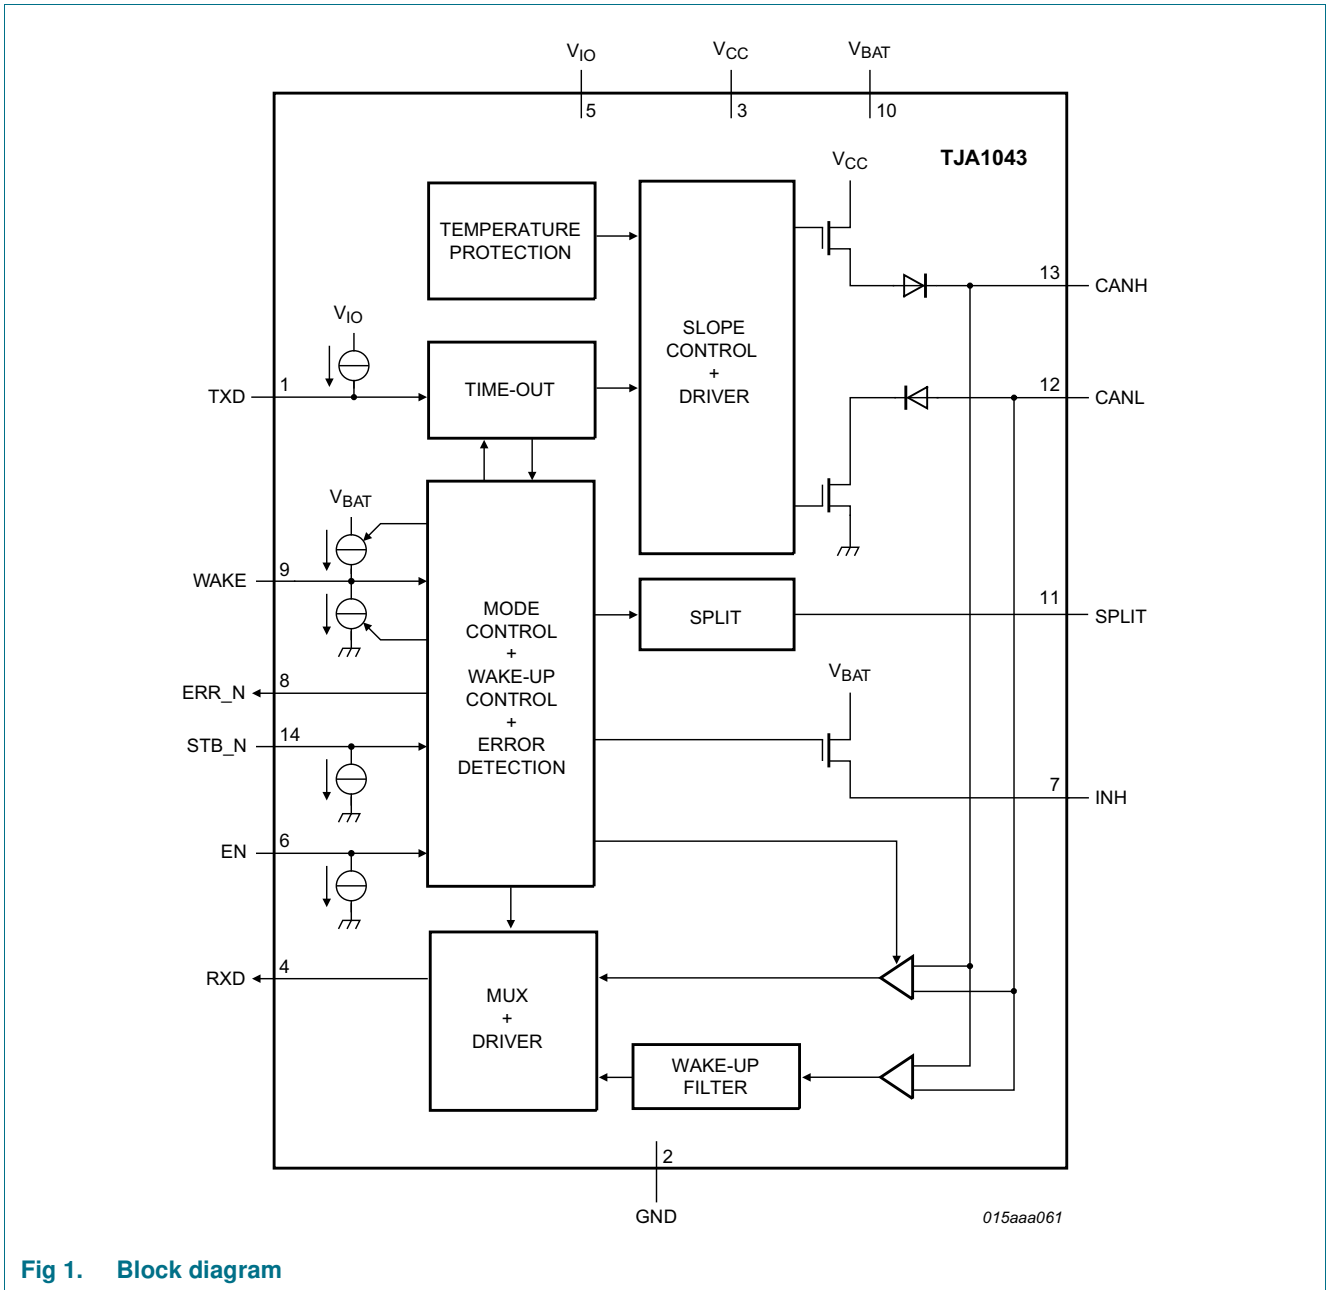 VIO
VCC
VBAT
5
3
10
TJA1043
VCC
TEMPERATURE
PROTECTION
13
CANH
VIO
SLOPE
CONTROL
+
DRIVER
TXD
1
TIME-OUT
12
CANL
VBAT
WAKE
9
MODE
CONTROL
+
WAKE-UP
CONTROL
+
ERROR
DETECTION
SPLIT
11
SPLIT
ERR_N
8
VBAT
STB_N
14
7
INH
EN
6
RXD
4
MUX
+
DRIVER
WAKE-UP
FILTER
2
GND
015aaa061
Fig 1. Block diagram